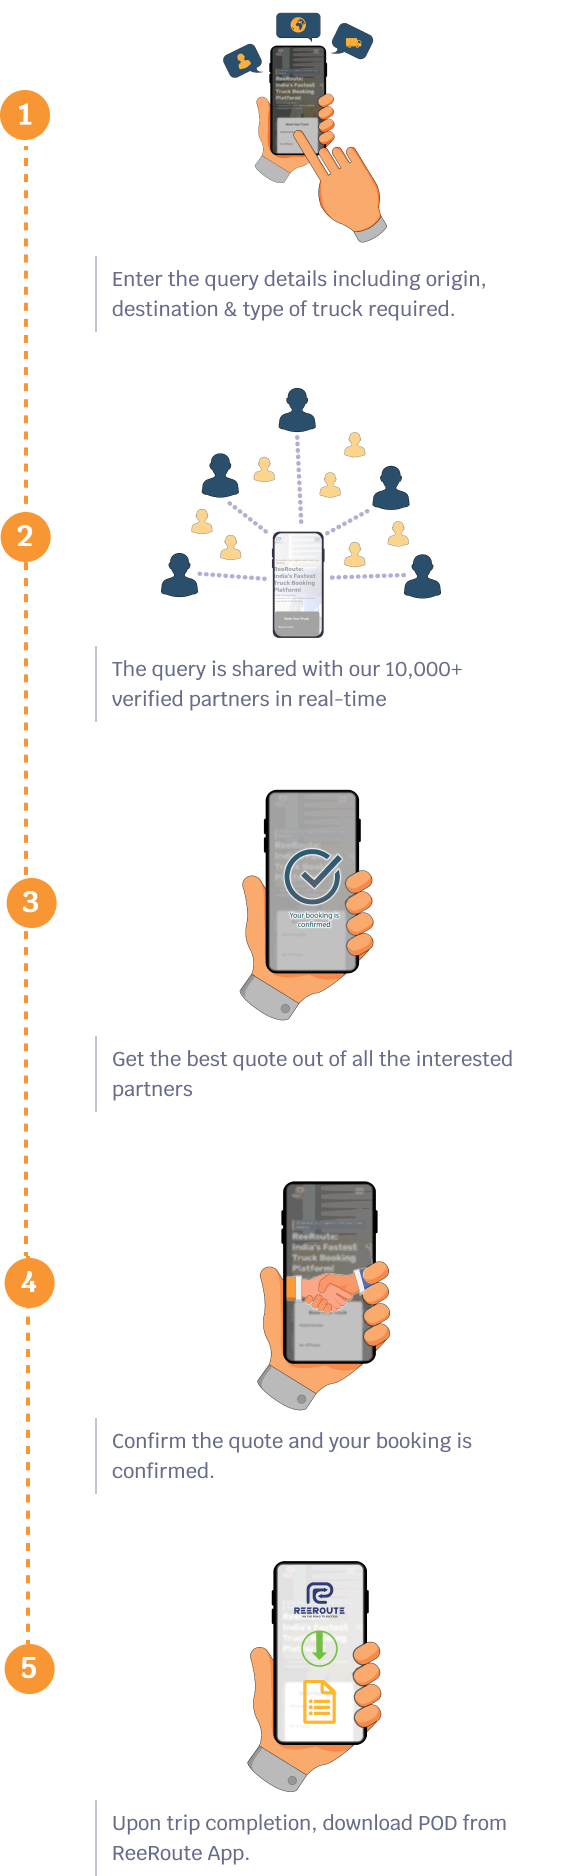 1
ReeRoute:
India's Fastest
Truck Booking
Platform!
Enter the query details including origin,
destination & type of truck required.
2
ReeRoute:
India's Fastest
Truck Booking
Platform!
The query is shared with our 10,000+
verified partners in real-time
3
Your booking is
confirmed
Get the best quote out of all the interested
partners
4
ReeRoute:
India's Fastest
Truck Booking
Platform!
Confirm the quote and your booking is
confirmed.
5
REEROUTE
Upon trip completion, download POD from
ReeRoute App.